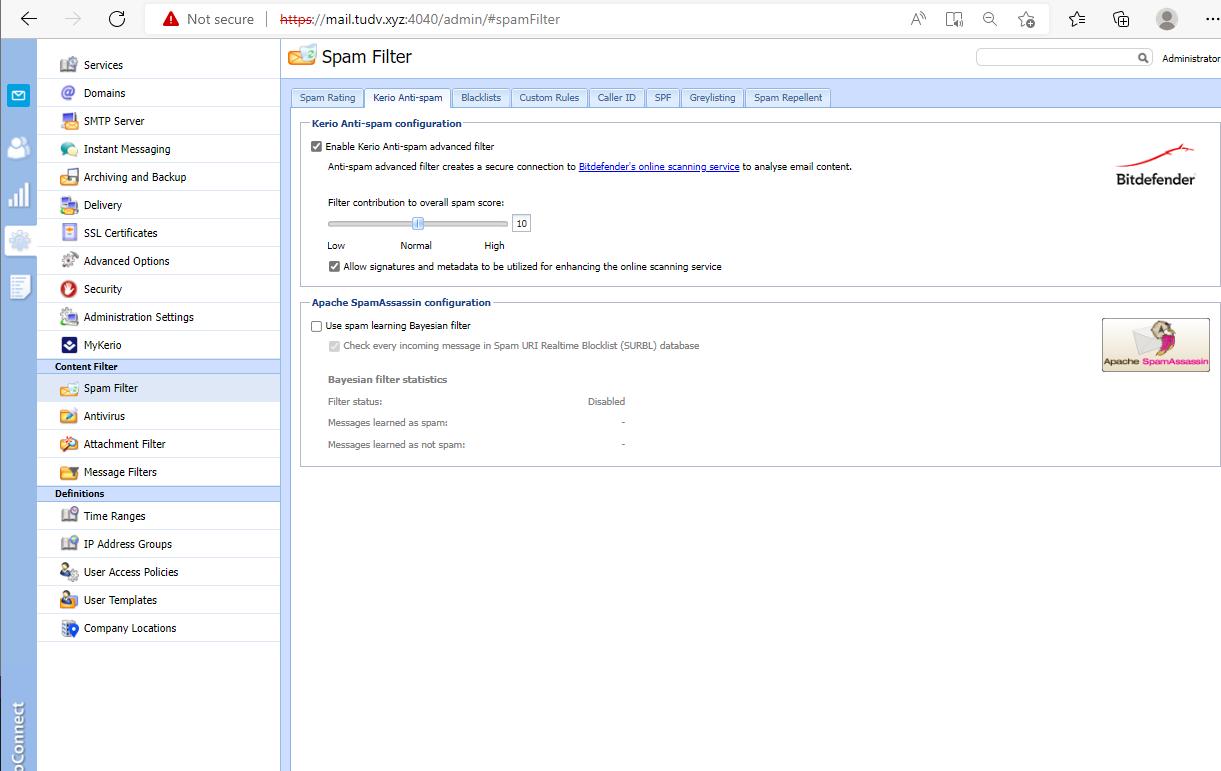 Not secure | https://mail.tudv.xyz:4040/admin/#spamFilter
Spam Filter
Administrator
Services
Domains
SMTP Server
Instant Messaging
Archiving and Backup
Delivery
SSL Certificates
Advanced Options
Security
Administration Settings
MyKerio
Content Filter
Spam Filter
Antivirus
Attachment Filter
Message Filters
Definitions
Time Ranges
IP Address Groups
User Access Policies
User Templates
Company Locations
Spam Rating Kerio Anti-spam Blacklists Custom Rules Caller ID SPF Greylisting Spam Repellent
Kerio Anti-spam configuration
Enable Kerio Anti-spam advanced filter
Anti-spam advanced filter creates a secure connection to Bitdefender's online scanning service to analyse email content.
Bitdefender
Filter contribution to overall spam score:
10
Low Normal High
Allow signatures and metadata to be utilized for enhancing the online scanning service
Apache SpamAssassin configuration
Use spam learning Bayesian filter
Check every incoming message in Spam URI Realtime Blocklist (SURBL) database
Apache SpamAssassin
Bayesian filter statistics
Filter status: Disabled
Messages learned as spam: -
Messages learned as not spam: -
oConnect